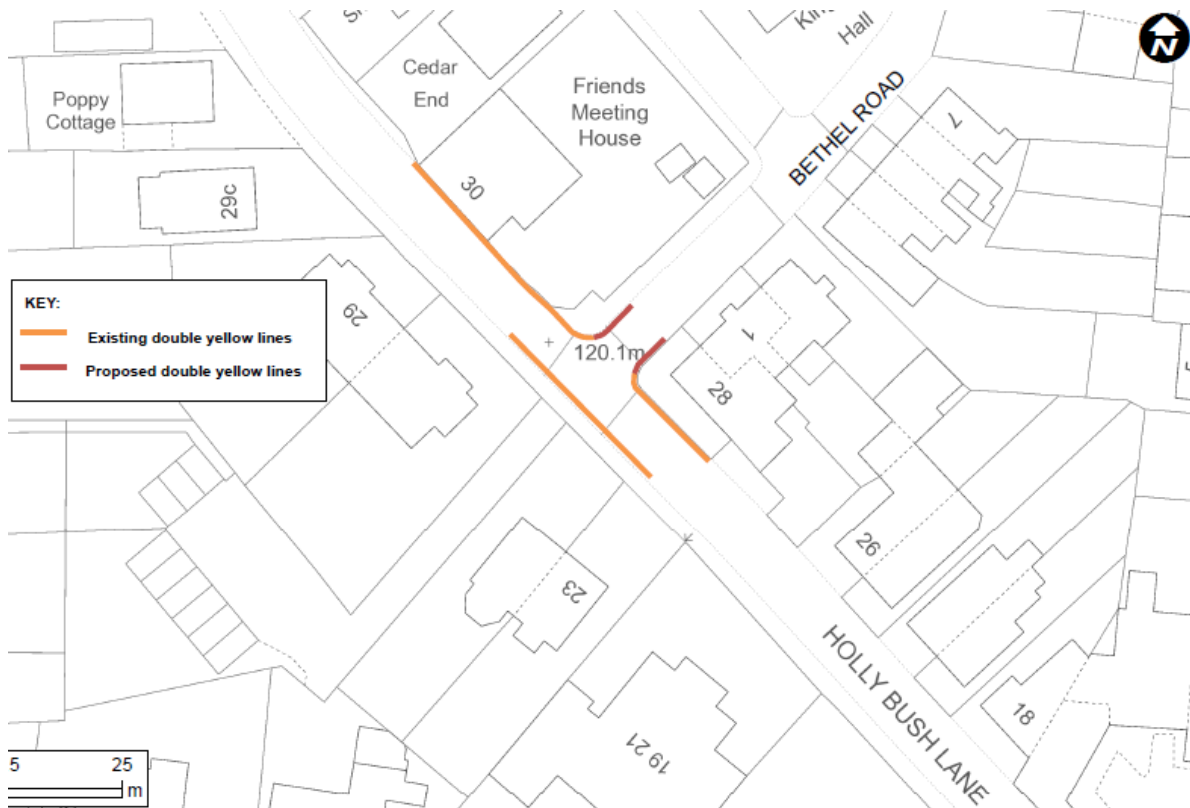 N
Hall
Cedar
End
Poppy
Cottage
Friends
Meeting
House
BETHEL ROAD
7
30
29c
29
KEY:
Existing double yellow lines
Proposed double yellow lines
120.1m
1
28
26
23
HOLLY BUSH LANE
18
19 21
5 25
m